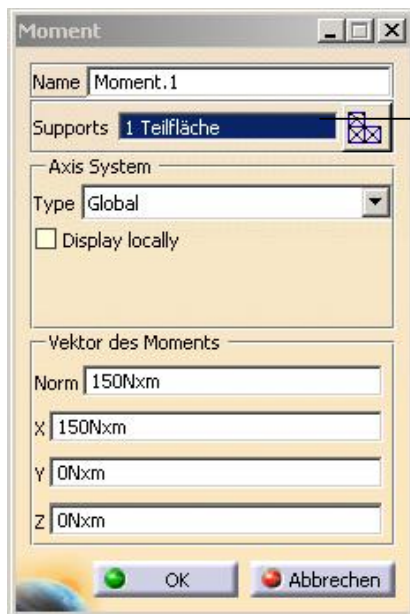 Moment
Name Moment.1
Supports 1 Teilfläche
Axis System
Type Global
Display locally
Vektor des Moments
Norm 150Nxm
X 150Nxm
Y 0Nxm
Z 0Nxm
OK Abbrechen